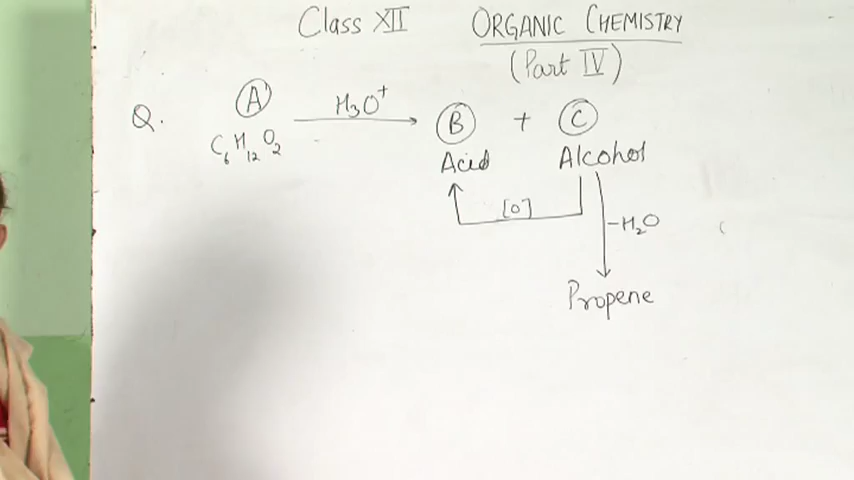 Class XII ORGANIC CHEMISTRY
(Part IV)
Q. A H₃O⁺ B + C
C₆H₁₂O₂ Acid Alcohol
[O]
-H₂O
Propene